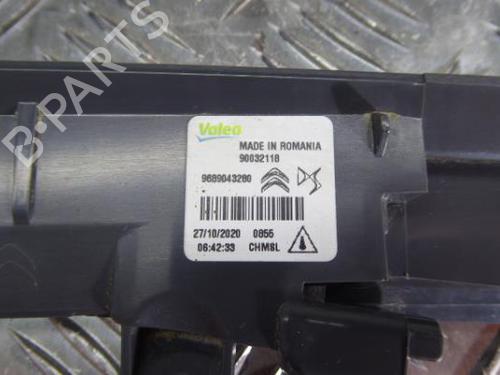 B-PARTS
Valeo
MADE IN ROMANIA
90032118
9689043280
27/10/2020 0855
06:42:33 CHMSL